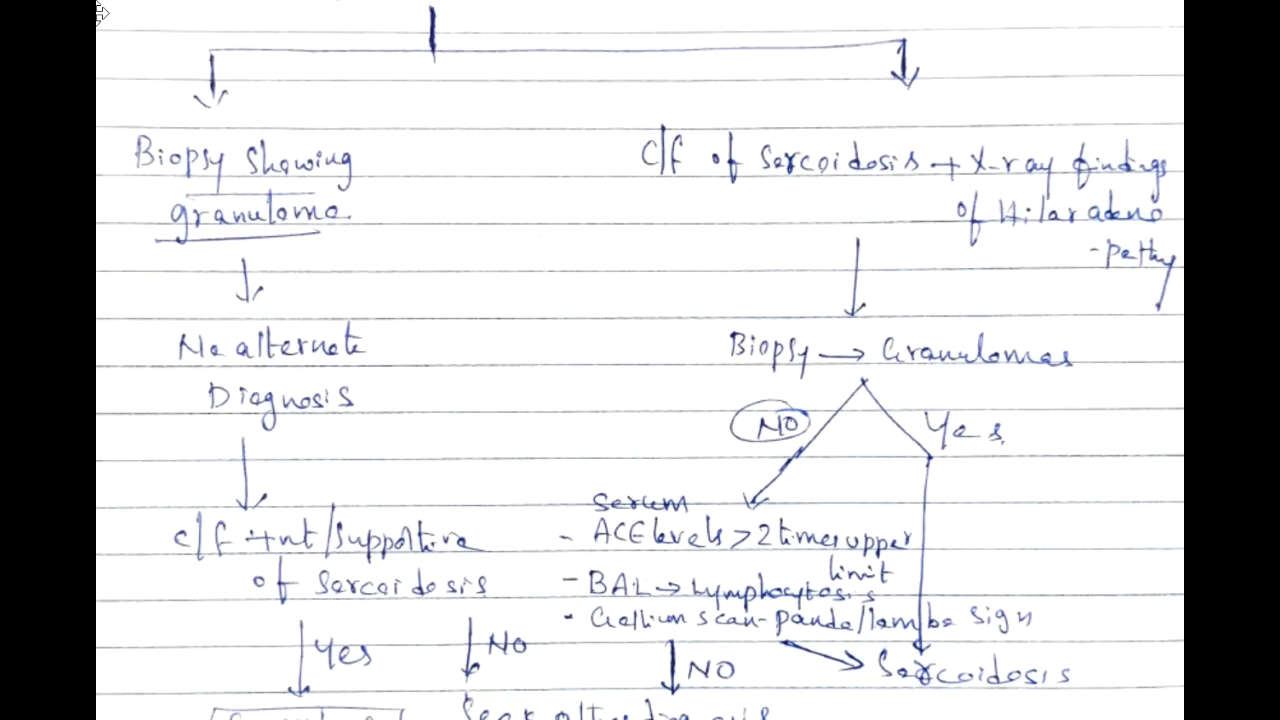 Biopsy showing
granuloma
No alternate
Diagnosis
c/f +nt/supportive
of sarcoidosis
Yes
NO
Seek alt
C/f of sarcoidosis + X-ray findings
of Hilar adeno
-pathy
Biopsy → Granulomas
NO
Yes
Serum
- ACE levels > 2 times upper
limit
- BAL → Lymphocytosis
- Gallium scan - panda/lambda sign
NO
Sarcoidosis